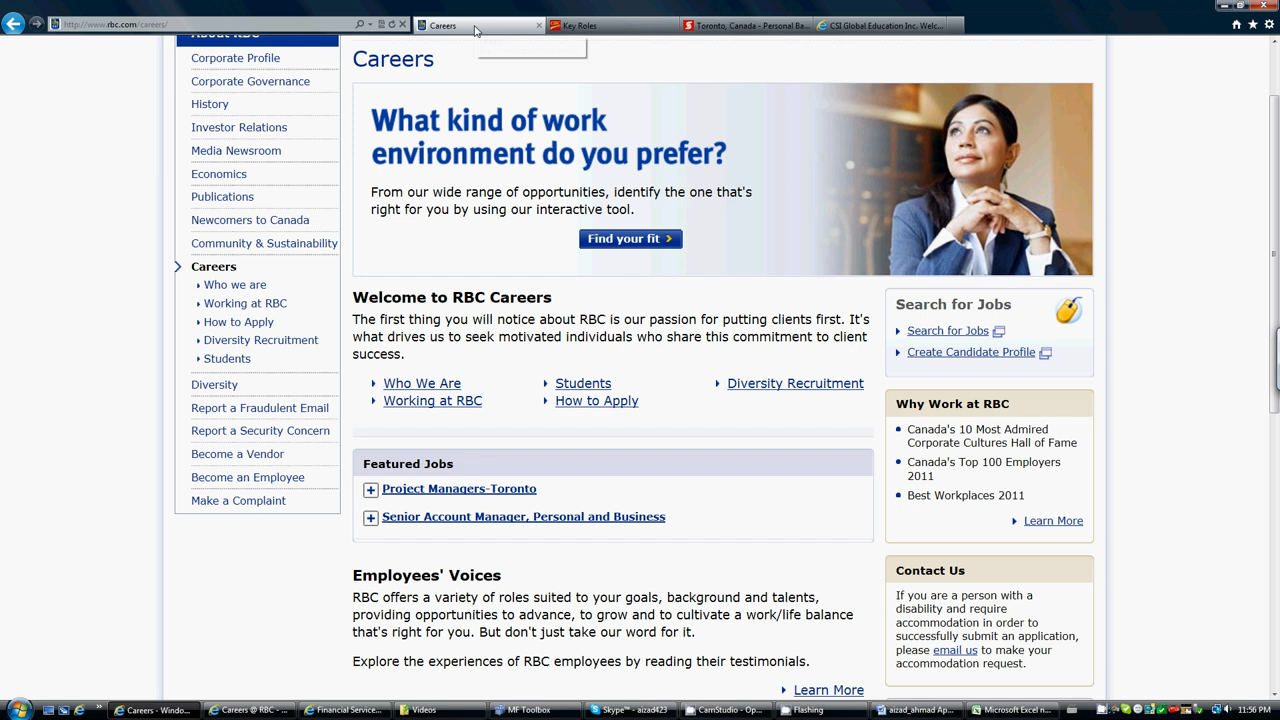 http://www.rbc.com/careers/
Careers
Key Roles
Toronto, Canada - Personal Ba...
CSI Global Education Inc. Welc...
About RBC
Corporate Profile
Corporate Governance
History
Investor Relations
Media Newsroom
Economics
Publications
Newcomers to Canada
Community & Sustainability
Careers
Who we are
Working at RBC
How to Apply
Diversity Recruitment
Students
Diversity
Report a Fraudulent Email
Report a Security Concern
Become a Vendor
Become an Employee
Make a Complaint
Careers
What kind of work
environment do you prefer?
From our wide range of opportunities, identify the one that's
right for you by using our interactive tool.
Find your fit
Welcome to RBC Careers
The first thing you will notice about RBC is our passion for putting clients first. It's
what drives us to seek motivated individuals who share this commitment to client
success.
Who We Are
Students
Diversity Recruitment
Working at RBC
How to Apply
Featured Jobs
Project Managers-Toronto
Senior Account Manager, Personal and Business
Employees' Voices
RBC offers a variety of roles suited to your goals, background and talents,
providing opportunities to advance, to grow and to cultivate a work/life balance
that's right for you. But don't just take our word for it.
Explore the experiences of RBC employees by reading their testimonials.
Learn More
Search for Jobs
Search for Jobs
Create Candidate Profile
Why Work at RBC
Canada's 10 Most Admired
Corporate Cultures Hall of Fame
Canada's Top 100 Employers
2011
Best Workplaces 2011
Learn More
Contact Us
If you are a person with a
disability and require
accommodation in order to
successfully submit an application,
please email us to make your
accommodation request.
Careers - Windo...
Careers @ RBC - ...
Financial Service...
Videos
MF Toolbox
Skype™ - aizad423
CamStudio - Op...
Flashing
aizad_ahmad Ap...
Microsoft Excel n...
11:56 PM